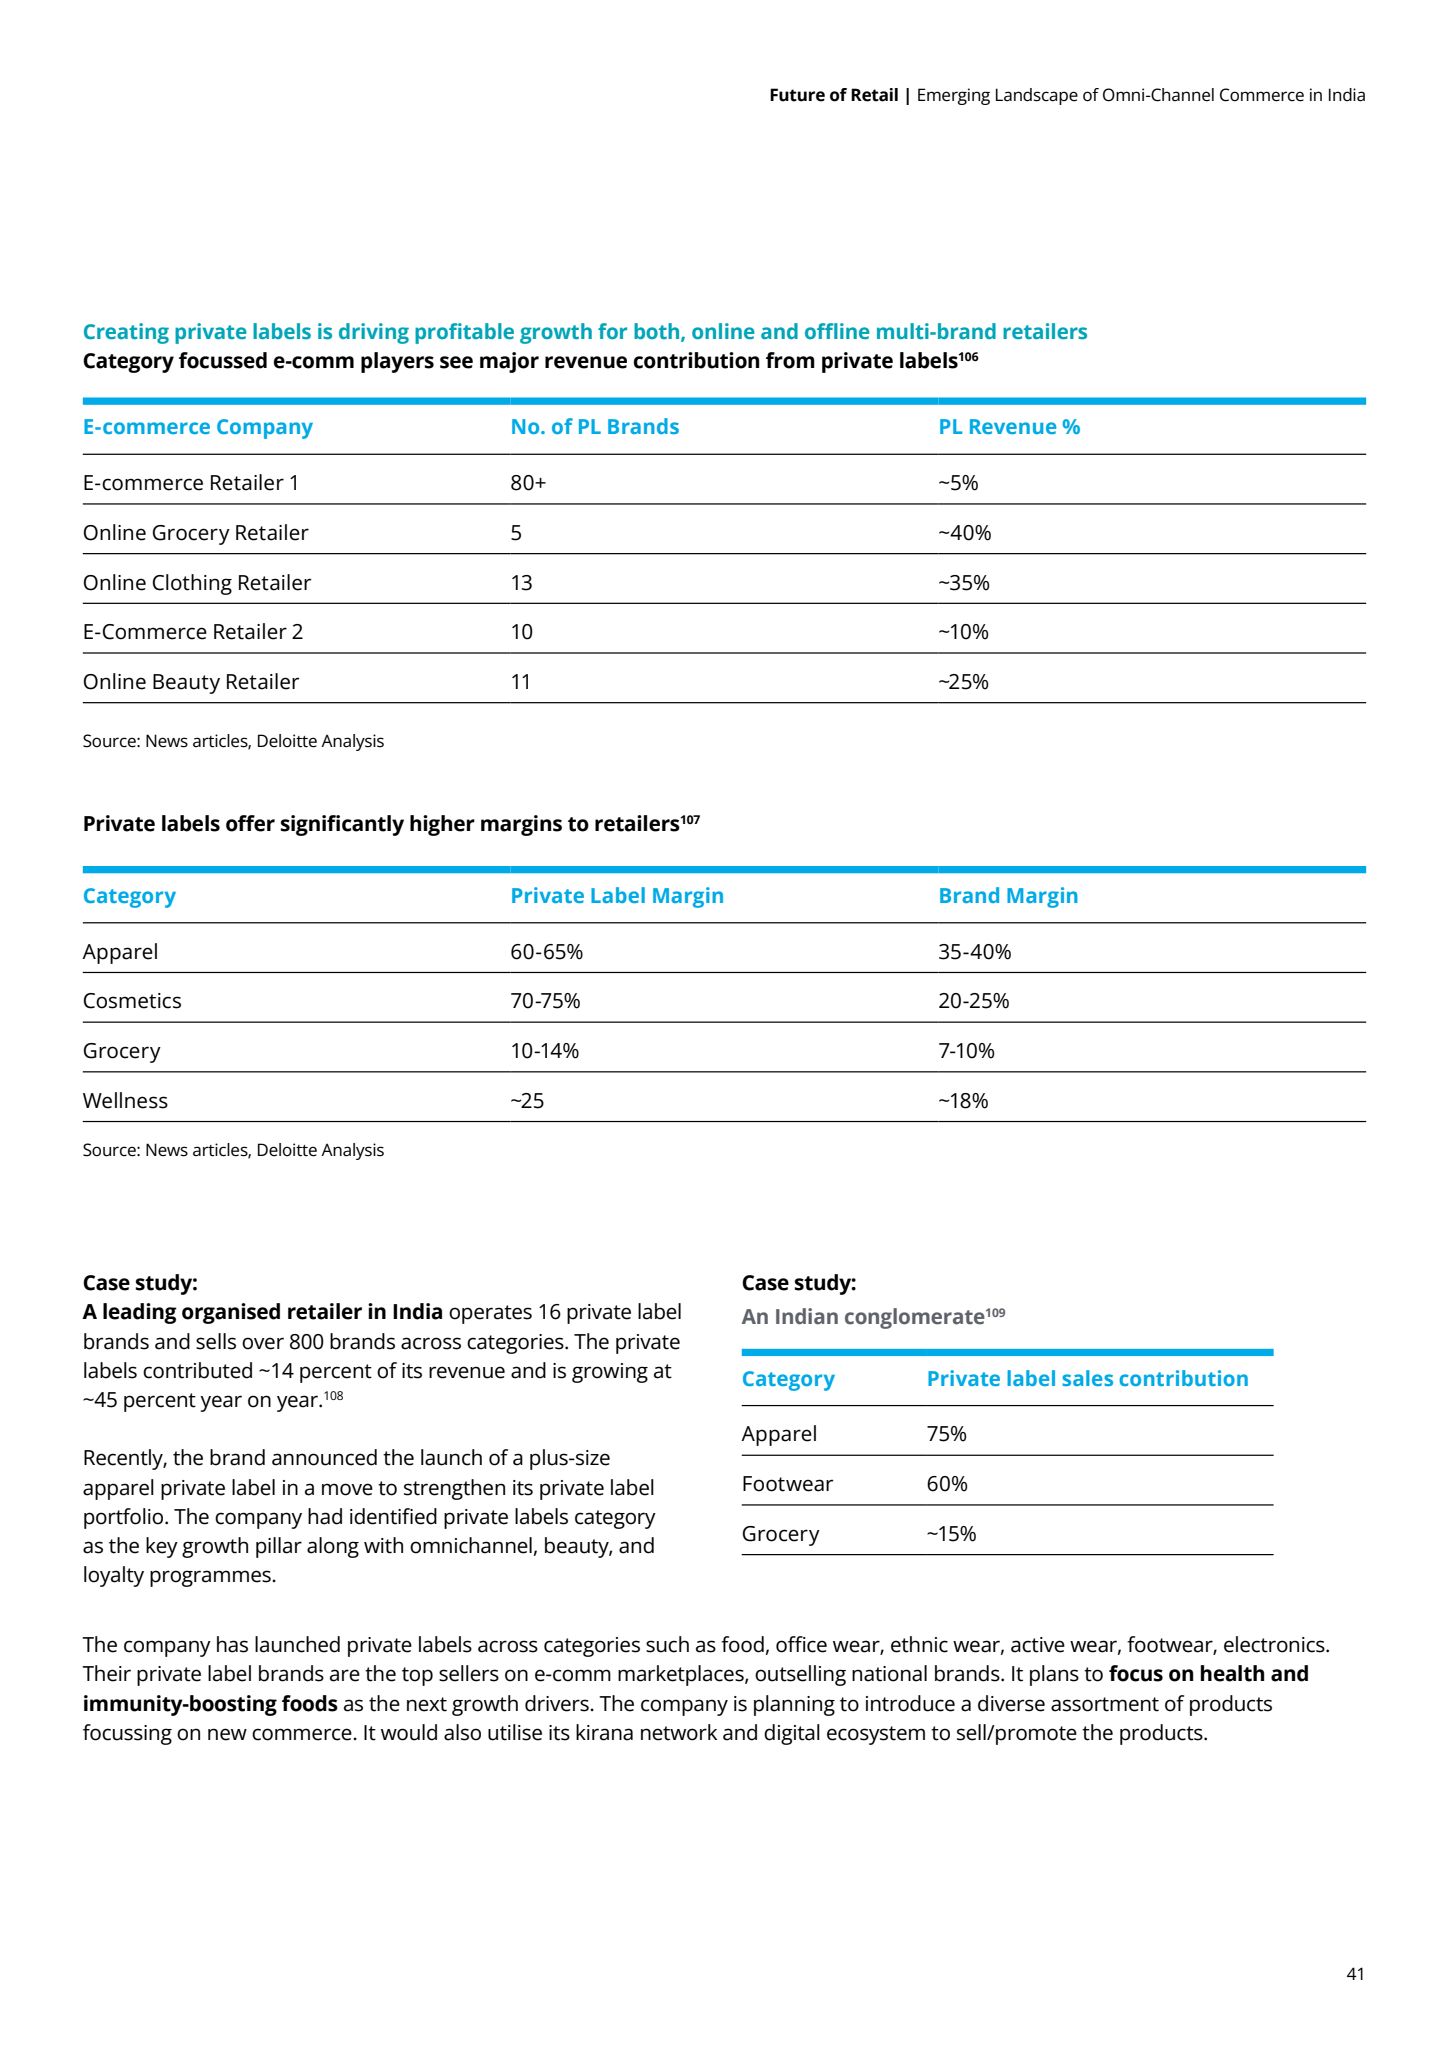 Future of Retail | Emerging Landscape of Omni-Channel Commerce in India
Creating private labels is driving profitable growth for both, online and offline multi-brand retailers
Category focussed e-comm players see major revenue contribution from private labels106
E-commerce Company No. of PL Brands PL Revenue %
E-commerce Retailer 1 80+ ~5%
Online Grocery Retailer 5 ~40%
Online Clothing Retailer 13 ~35%
E-Commerce Retailer 2 10 ~10%
Online Beauty Retailer 11 ~25%
Source: News articles, Deloitte Analysis
Private labels offer significantly higher margins to retailers107
Category Private Label Margin Brand Margin
Apparel 60-65% 35-40%
Cosmetics 70-75% 20-25%
Grocery 10-14% 7-10%
Wellness ~25 ~18%
Source: News articles, Deloitte Analysis
Case study:
A leading organised retailer in India operates 16 private label
brands and sells over 800 brands across categories. The private
labels contributed ~14 percent of its revenue and is growing at
~45 percent year on year.108
Recently, the brand announced the launch of a plus-size
apparel private label in a move to strengthen its private label
portfolio. The company had identified private labels category
as the key growth pillar along with omnichannel, beauty, and
loyalty programmes.
Case study:
An Indian conglomerate109
Category Private label sales contribution
Apparel 75%
Footwear 60%
Grocery ~15%
The company has launched private labels across categories such as food, office wear, ethnic wear, active wear, footwear, electronics.
Their private label brands are the top sellers on e-comm marketplaces, outselling national brands. It plans to focus on health and
immunity-boosting foods as the next growth drivers. The company is planning to introduce a diverse assortment of products
focussing on new commerce. It would also utilise its kirana network and digital ecosystem to sell/promote the products.
41